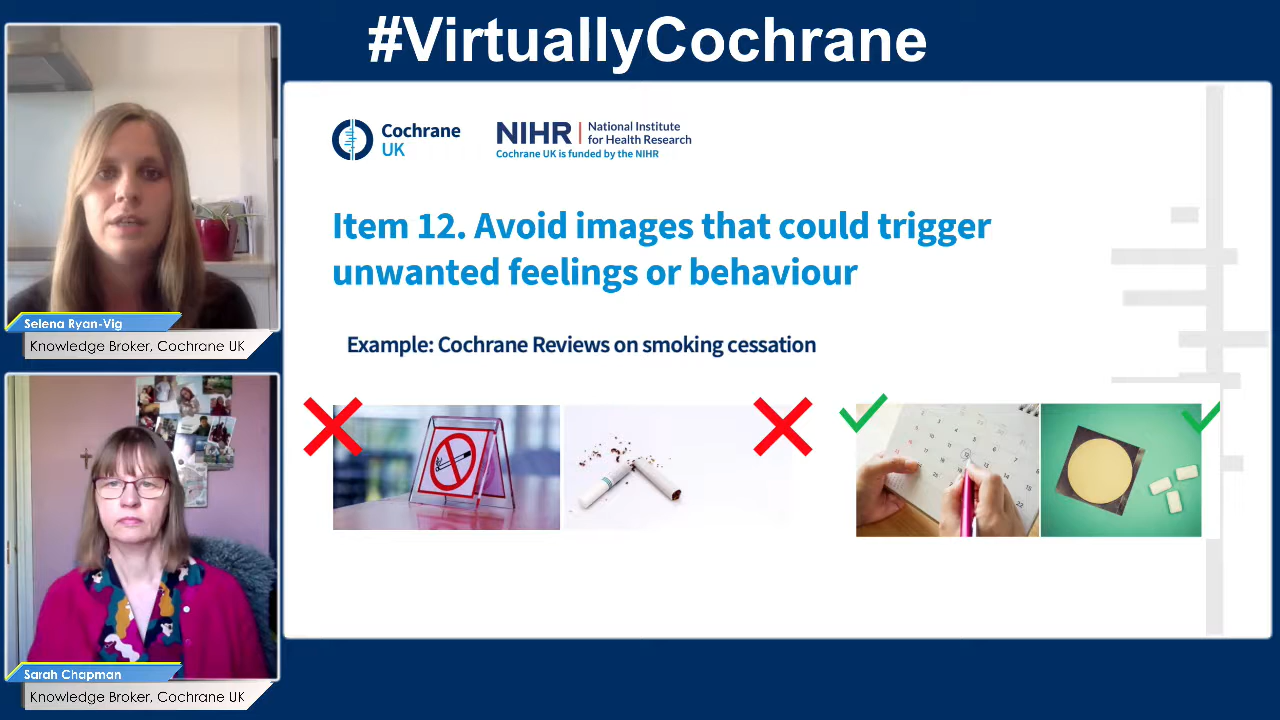 #VirtuallyCochrane
Cochrane
UK
NIHR
National Institute
for Health Research
Cochrane UK is funded by the NIHR
Item 12. Avoid images that could trigger
unwanted feelings or behaviour
Example: Cochrane Reviews on smoking cessation
Selena Ryan-Vig
Knowledge Broker, Cochrane UK
Sarah Chapman
Knowledge Broker, Cochrane UK